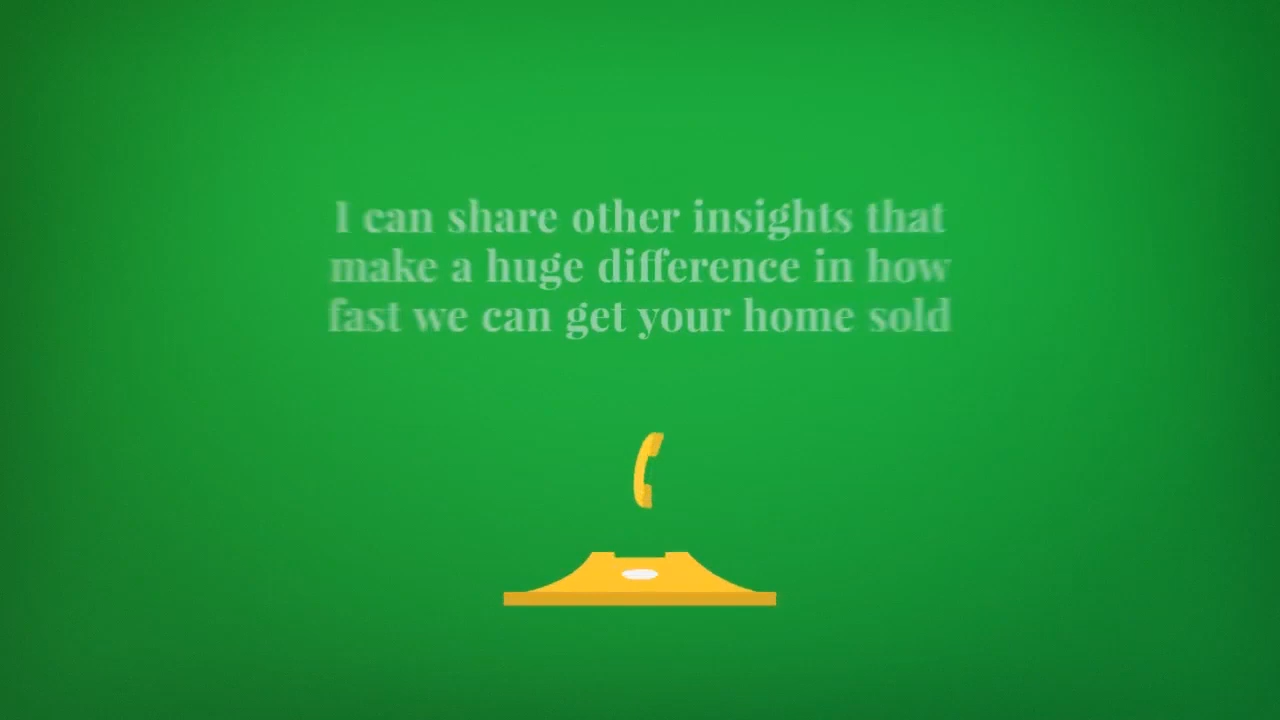 I can share other insights that
make a huge difference in how
fast we can get your home sold